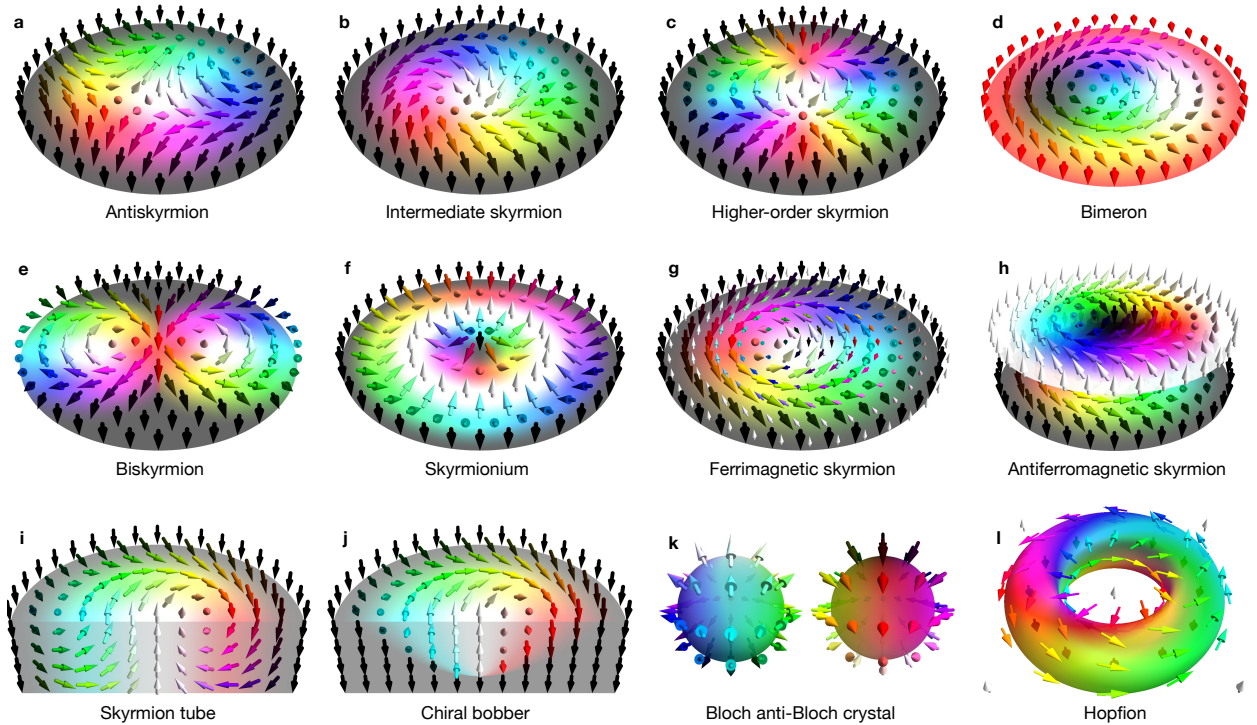 a
b
c
d
Antiskyrmion
Intermediate skyrmion
Higher-order skyrmion
Bimeron
e
f
g
h
Biskyrmion
Skyrmionium
Ferrimagnetic skyrmion
Antiferromagnetic skyrmion
i
j
k
l
Skyrmion tube
Chiral bobber
Bloch anti-Bloch crystal
Hopfion